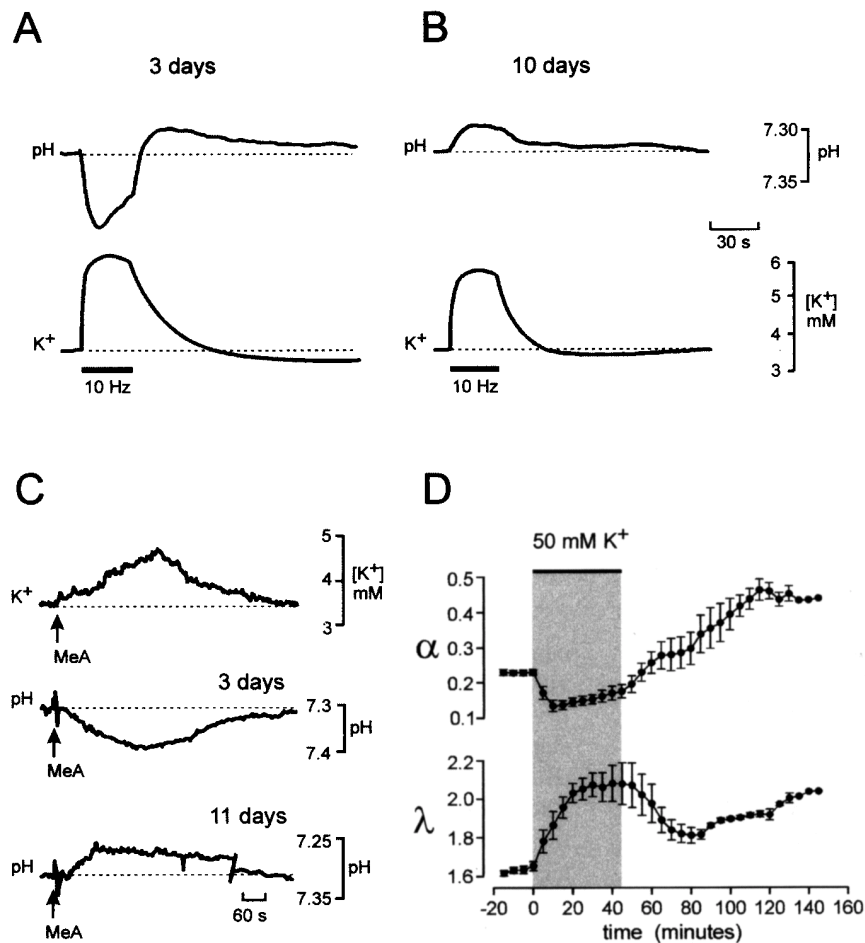 A
3 days
pH
K+
10 Hz
B
10 days
pH
7.30
7.35
pH
30 s
K+
6
5
4
3
[K+]
mM
10 Hz
C
K+
MeA
5
4
3
[K+]
mM
3 days
pH
MeA
7.3
7.4
pH
11 days
pH
MeA
7.25
7.35
pH
60 s
D
50 mM K+
α
0.5
0.4
0.3
0.2
0.1
λ
2.2
2.0
1.8
1.6
-20 0 20 40 60 80 100 120 140 160
time (minutes)